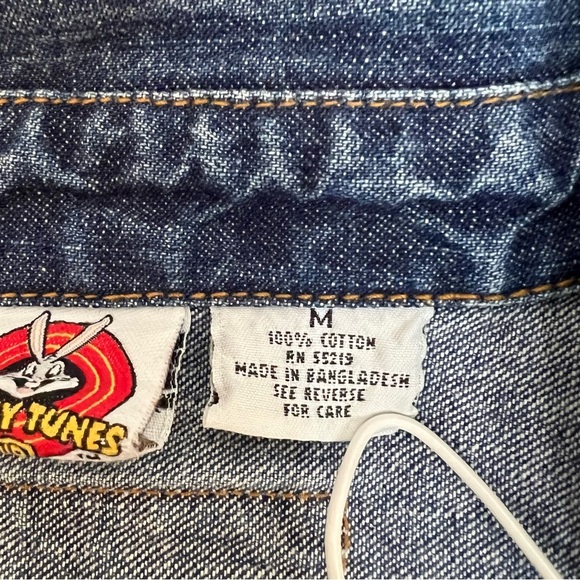 Y TUNES
M
100% COTTON
RN 55219
MADE IN BANGLADESH
SEE REVERSE
FOR CARE